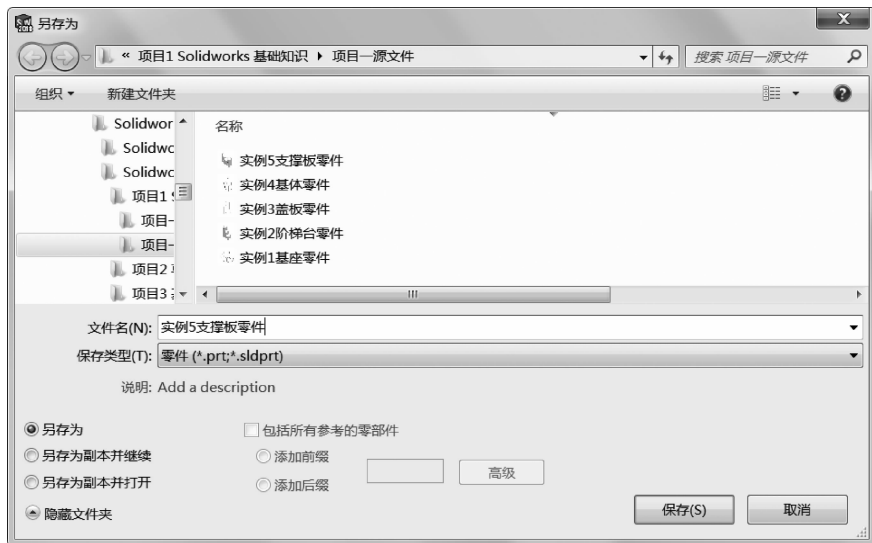 另存为
« 项目1 Solidworks 基础知识 ▸ 项目一源文件
搜索 项目一源文件
组织 新建文件夹
名称
Solidwor
Solidwc
Solidwc
项目1
项目-
项目-
项目2
项目3
实例5支撑板零件
实例4基体零件
实例3盖板零件
实例2阶梯台零件
实例1基座零件
文件名(N): 实例5支撑板零件
保存类型(T): 零件 (*.prt;*.sldprt)
说明: Add a description
另存为
另存为副本并继续
另存为副本并打开
包括所有参考的零部件
添加前缀
添加后缀
高级
隐藏文件夹
保存(S)
取消